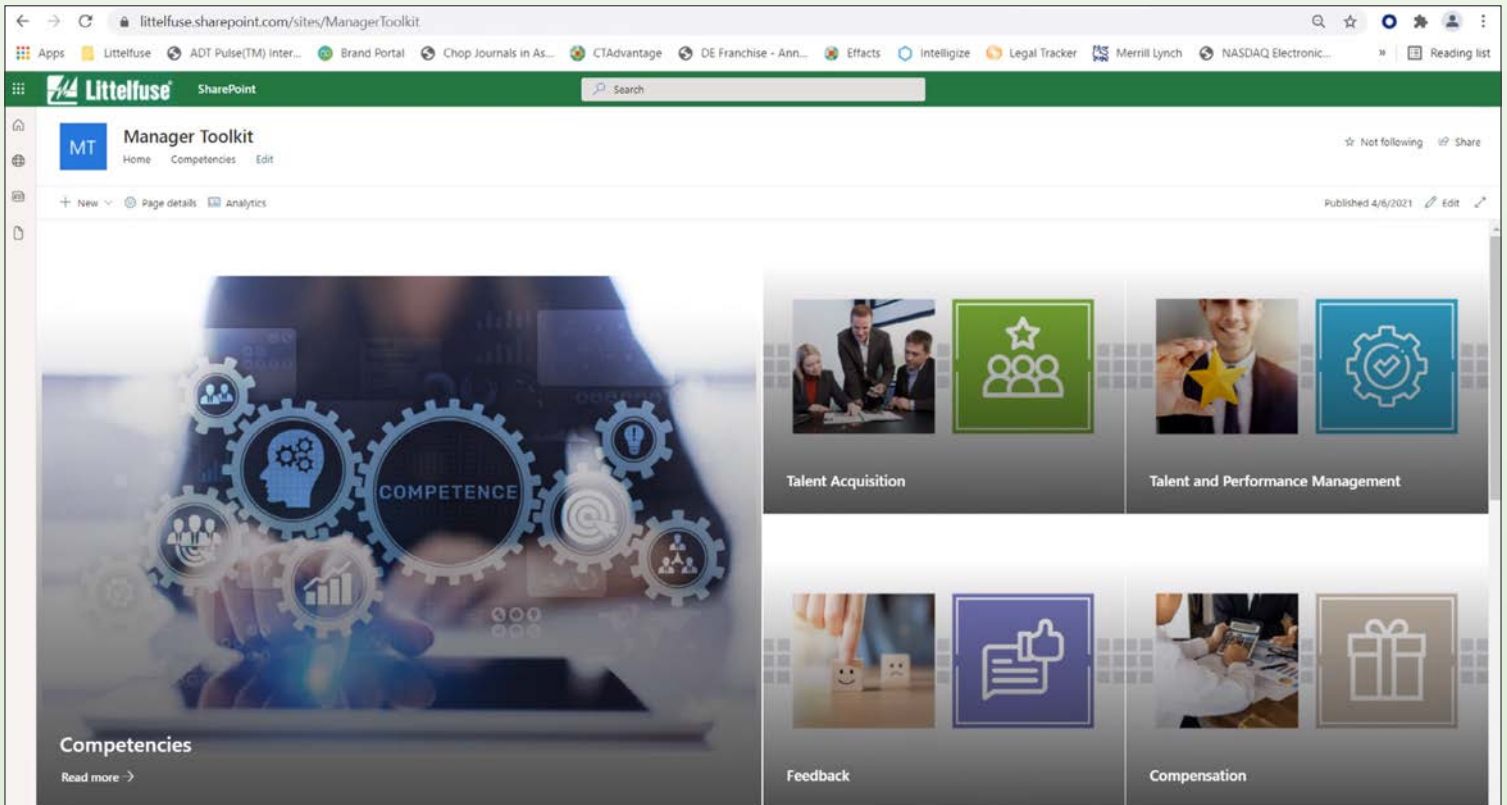 littelfuse.sharepoint.com/sites/ManagerToolkit
Apps Littelfuse ADT Pulse(TM) Inter... Brand Portal Chop Journals in As... CTAdvantage DE Franchise - Ann... Effacts Intelligize Legal Tracker Merrill Lynch NASDAQ Electronic... » Reading list
Littelfuse® SharePoint Search
MT
Manager Toolkit
Home Competencies Edit
Not following Share
+ New Page details Analytics Published 4/6/2021 Edit
COMPETENCE
Competencies
Read more →
Talent Acquisition
Talent and Performance Management
Feedback
Compensation